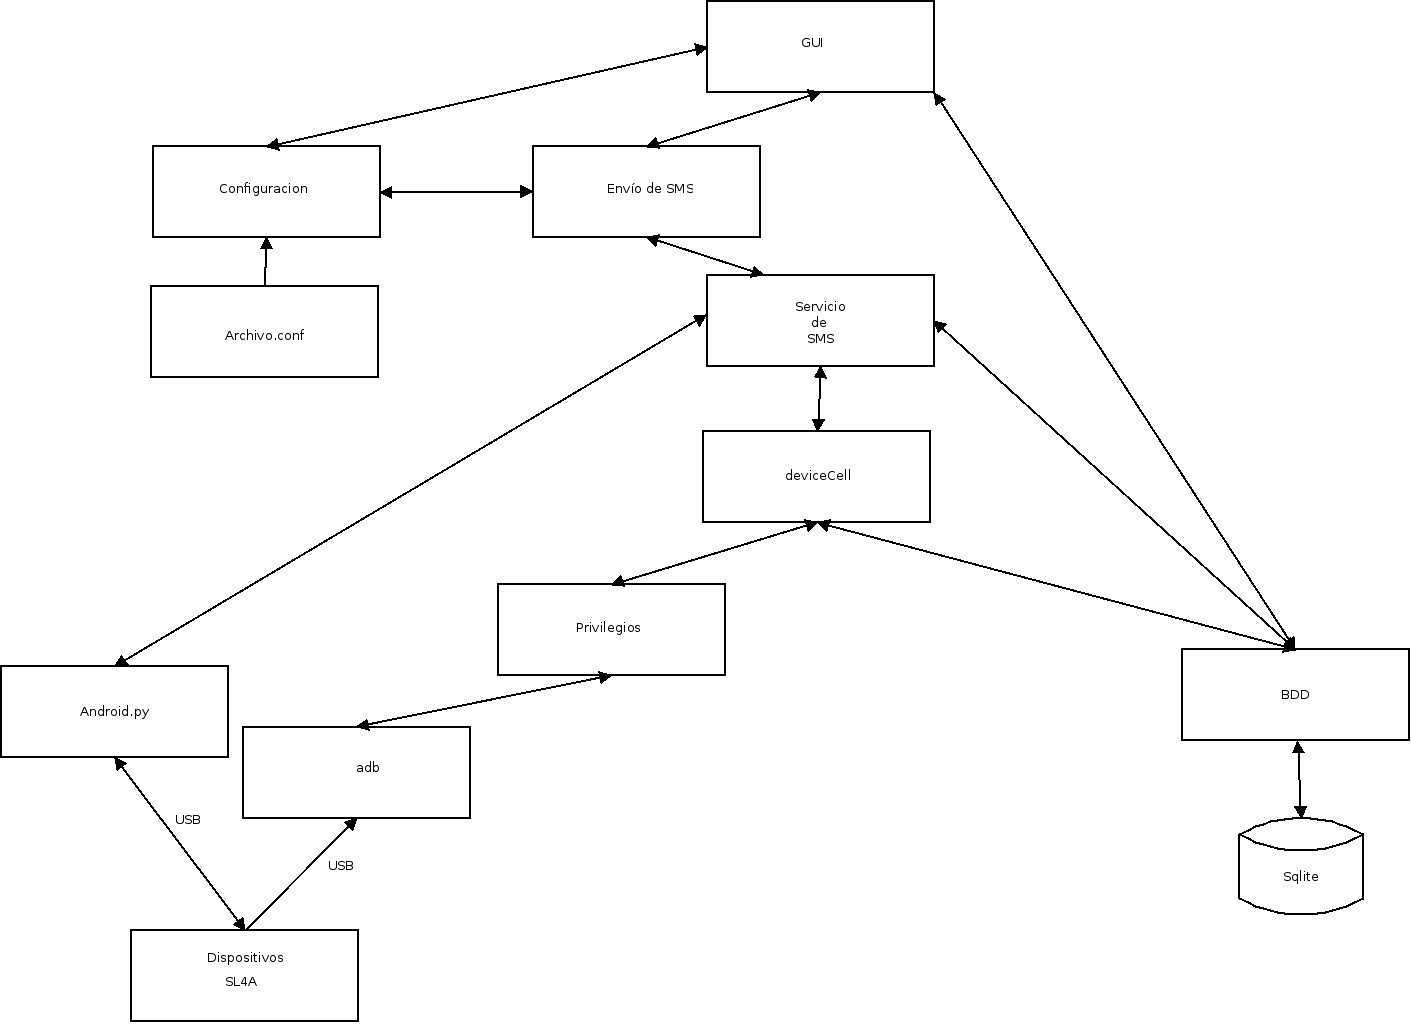 GUI
Configuracion
Envío de SMS
Archivo.conf
Servicio
de
SMS
deviceCell
Privilegios
Android.py
adb
BDD
USB
USB
Sqlite
Dispositivos
SL4A